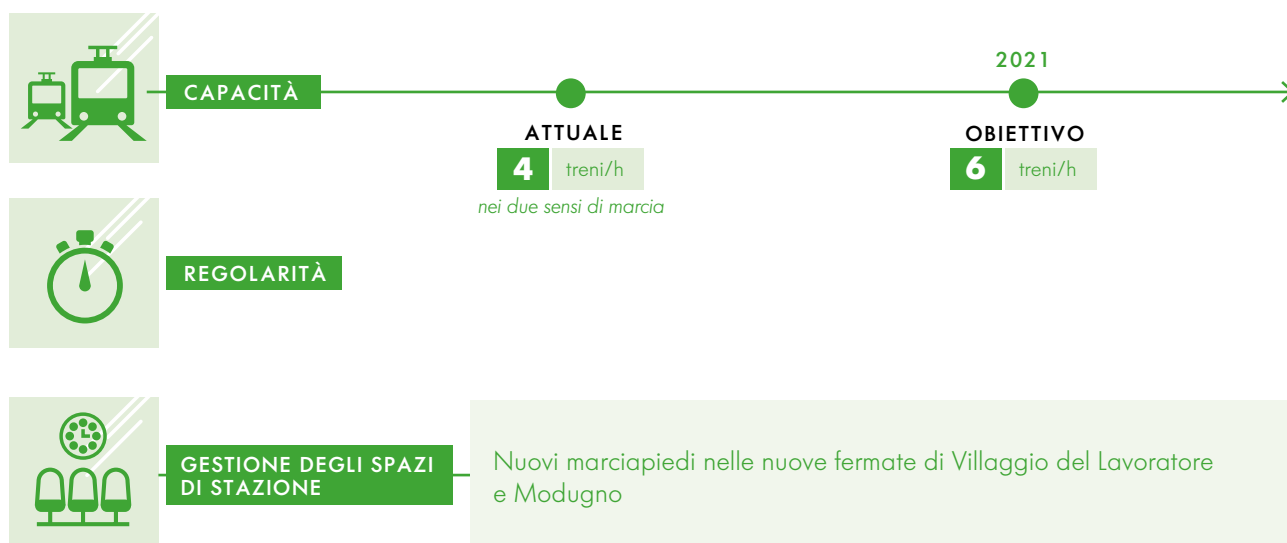 2021
CAPACITÀ
ATTUALE
OBIETTIVO
4 treni/h
6 treni/h
nei due sensi di marcia
REGOLARITÀ
GESTIONE DEGLI SPAZI
DI STAZIONE
Nuovi marciapiedi nelle nuove fermate di Villaggio del Lavoratore
e Modugno